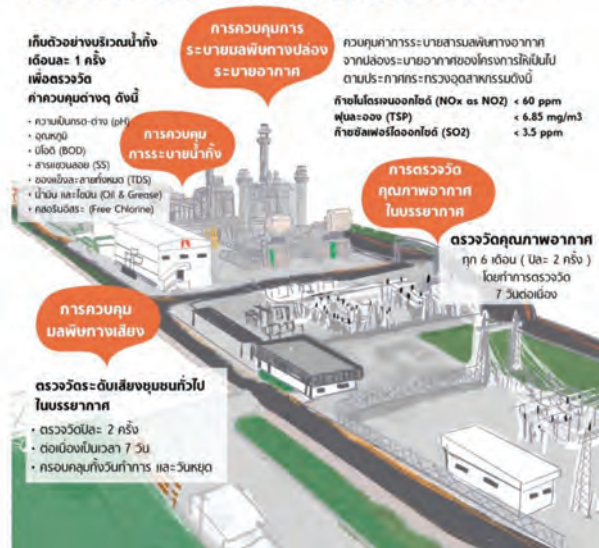 เก็บตัวอย่างบริเวณน้ำทิ้ง
เดือนละ 1 ครั้ง
เพื่อตรวจวัด
ค่าควบคุมต่างๆ ดังนี้
• ความเป็นกรด-ด่าง (pH)
• อุณหภูมิ
• บีโอดี (BOD)
• สารแขวนลอย (SS)
• ของแข็งละลายทั้งหมด (TDS)
• น้ำมัน และไขมัน (Oil & Grease)
• คลอรีนอิสระ (Free Chlorine)
การควบคุม
การระบายน้ำทิ้ง
การควบคุมการ
ระบายมลพิษทางปล่อง
ระบายอากาศ
ควบคุมค่าการระบายสารมลพิษทางอากาศ
จากปล่องระบายอากาศของโครงการให้เป็นไป
ตามประกาศกระทรวงอุตสาหกรรมดังนี้
ก๊าซไนโตรเจนออกไซด์ (NOx as NO2) < 60 ppm
ฝุ่นละออง (TSP) < 6.85 mg/m3
ก๊าซซัลเฟอร์ไดออกไซด์ (SO2) < 3.5 ppm
การตรวจวัด
คุณภาพอากาศ
ในบรรยากาศ
ตรวจวัดคุณภาพอากาศ
ทุก 6 เดือน ( ปีละ 2 ครั้ง )
โดยทำการตรวจวัด
7 วันต่อเนื่อง
การควบคุม
มลพิษทางเสียง
ตรวจวัดระดับเสียงชุมชนทั่วไป
ในบรรยากาศ
• ตรวจวัดปีละ 2 ครั้ง
• ต่อเนื่องเป็นเวลา 7 วัน
• ครอบคลุมทั้งวันทำการ และวันหยุด